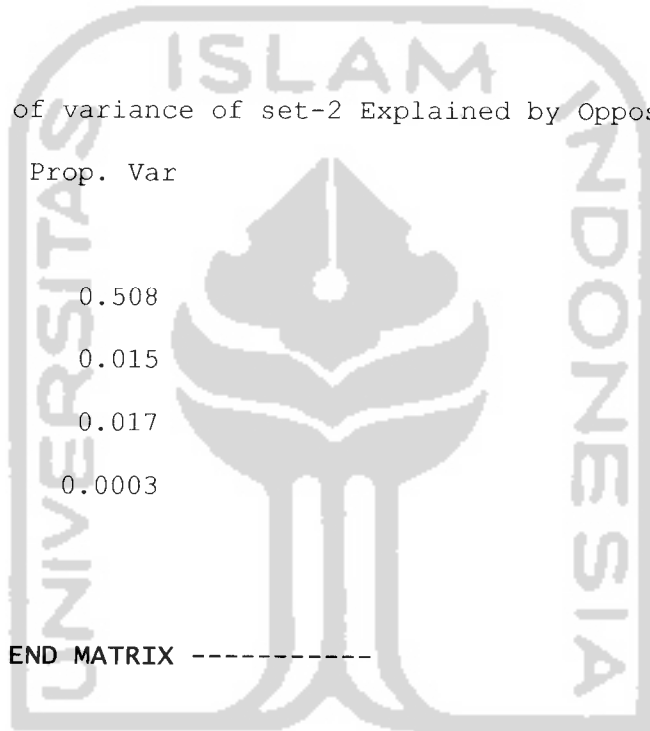 ISLAM
UNIVERSITAS
INDONESIA
of variance of set-2 Explained by
Prop. Var
0.508
0.015
0.017
0.0003
END MATRIX -----------